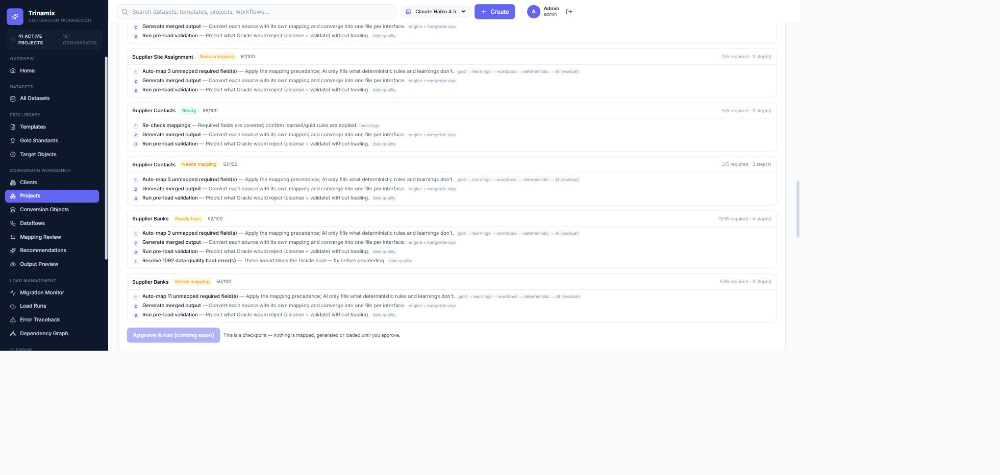 Trinamix
CONVERSION WORKBENCH
41 ACTIVE PROJECTS · 181 CONVERSIONS
OVERVIEW
Home
DATASETS
All Datasets
FBDI LIBRARY
Templates
Gold Standards
Target Objects
CONVERSION WORKBENCH
Clients
Projects
Conversion Objects
Dataflows
Mapping Review
Recommendations
Output Preview
LOAD MANAGEMENT
Migration Monitor
Load Runs
Error Traceback
Dependency Graph
AI ENGINE
Search datasets, templates, projects, workflows...
Claude Haiku 4.5
Create
A
Admin
admin
2 Generate merged output — Convert each source with its own mapping and converge into one file per interface. engine + merge/de-dup
3 Run pre-load validation — Predict what Oracle would reject (cleanse + validate) without loading. data quality
Supplier Site Assignment Needs mapping 61/100 2/5 required · 3 step(s)
1 Auto-map 3 unmapped required field(s) — Apply the mapping precedence; AI only fills what deterministic rules and learnings don't. gold → learnings → workbook → deterministic → AI (residual)
2 Generate merged output — Convert each source with its own mapping and converge into one file per interface. engine + merge/de-dup
3 Run pre-load validation — Predict what Oracle would reject (cleanse + validate) without loading. data quality
Supplier Contacts Ready 88/100 5/5 required · 3 step(s)
1 Re-check mappings — Required fields are covered; confirm learned/gold rules are applied. learnings
2 Generate merged output — Convert each source with its own mapping and converge into one file per interface. engine + merge/de-dup
3 Run pre-load validation — Predict what Oracle would reject (cleanse + validate) without loading. data quality
Supplier Contacts Needs mapping 61/100 2/5 required · 3 step(s)
1 Auto-map 3 unmapped required field(s) — Apply the mapping precedence; AI only fills what deterministic rules and learnings don't. gold → learnings → workbook → deterministic → AI (residual)
2 Generate merged output — Convert each source with its own mapping and converge into one file per interface. engine + merge/de-dup
3 Run pre-load validation — Predict what Oracle would reject (cleanse + validate) without loading. data quality
Supplier Banks Needs fixes 52/100 13/16 required · 4 step(s)
1 Auto-map 3 unmapped required field(s) — Apply the mapping precedence; AI only fills what deterministic rules and learnings don't. gold → learnings → workbook → deterministic → AI (residual)
2 Generate merged output — Convert each source with its own mapping and converge into one file per interface. engine + merge/de-dup
3 Run pre-load validation — Predict what Oracle would reject (cleanse + validate) without loading. data quality
! Resolve 1092 data-quality hard error(s) — These would block the Oracle load — fix before proceeding. data quality
Supplier Banks Needs mapping 50/100 5/16 required · 3 step(s)
1 Auto-map 11 unmapped required field(s) — Apply the mapping precedence; AI only fills what deterministic rules and learnings don't. gold → learnings → workbook → deterministic → AI (residual)
2 Generate merged output — Convert each source with its own mapping and converge into one file per interface. engine + merge/de-dup
3 Run pre-load validation — Predict what Oracle would reject (cleanse + validate) without loading. data quality
Approve & run (coming soon) This is a checkpoint — nothing is mapped, generated or loaded until you approve.